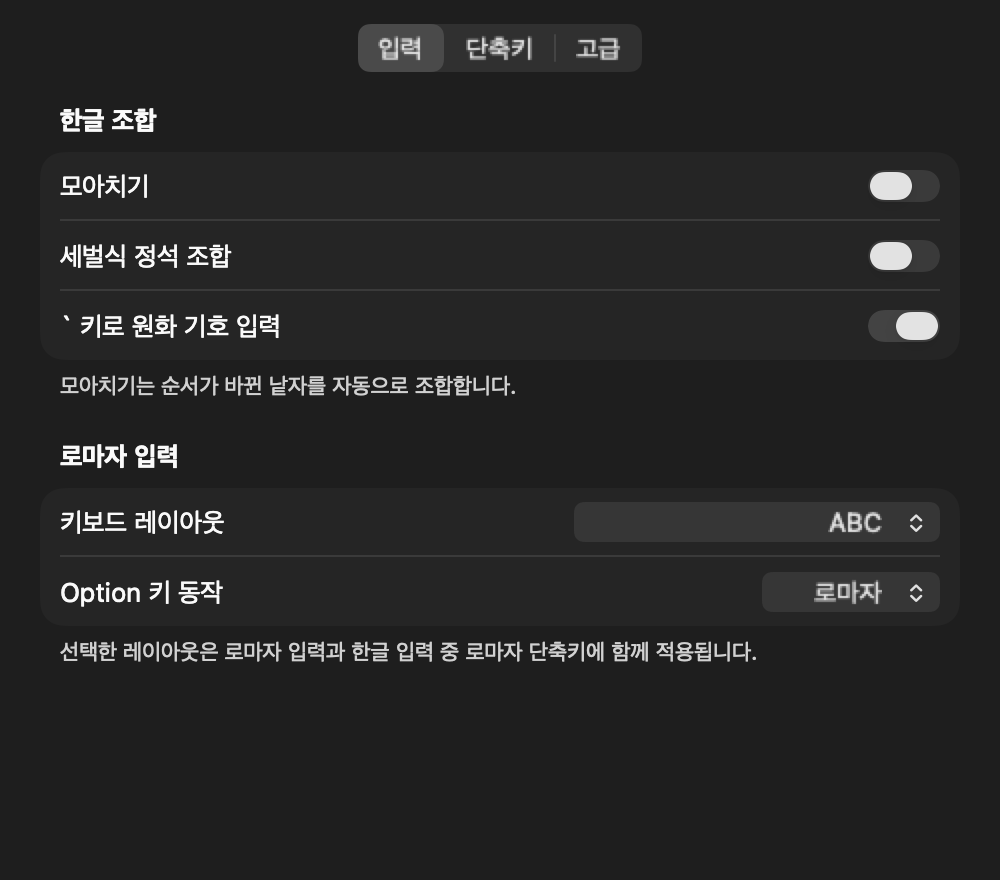 입력 단축키 고급
한글 조합
모아치기
세벌식 정석 조합
` 키로 원화 기호 입력
모아치기는 순서가 바뀐 낱자를 자동으로 조합합니다.
로마자 입력
키보드 레이아웃 ABC
Option 키 동작 로마자
선택한 레이아웃은 로마자 입력과 한글 입력 중 로마자 단축키에 함께 적용됩니다.